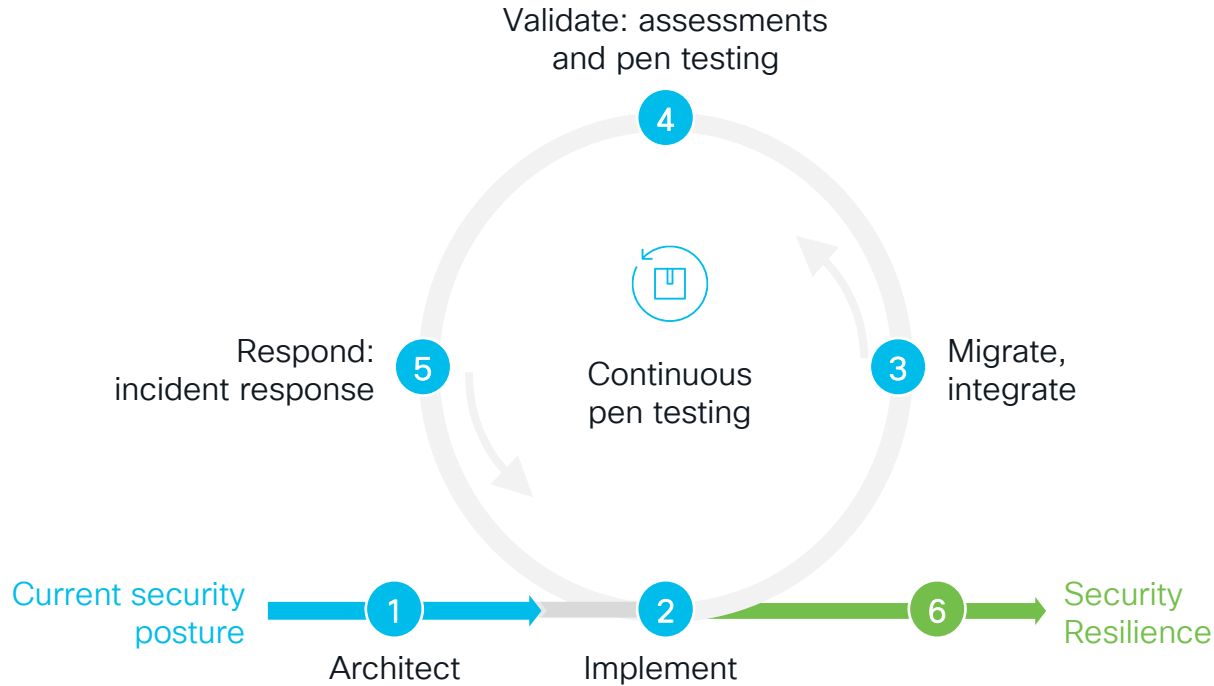 Validate: assessments
and pen testing
4
Respond:
incident response
5
Continuous
pen testing
3
Migrate,
integrate
Current security
posture
1
Architect
2
Implement
6
Security
Resilience